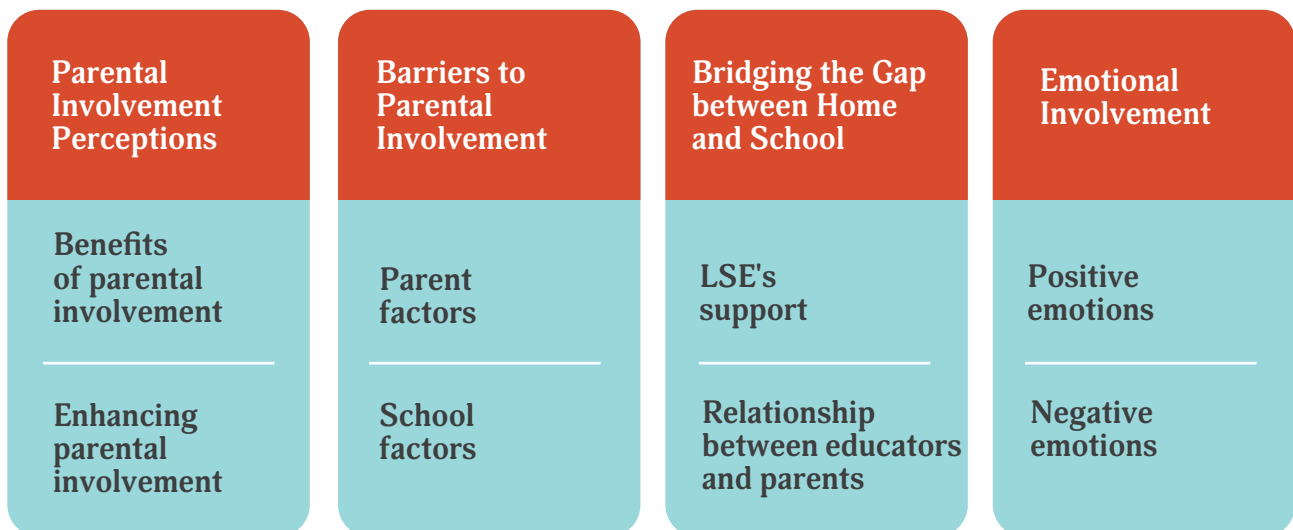 Parental
Involvement
Perceptions
Benefits
of parental
involvement
Enhancing
parental
involvement
Barriers to
Parental
Involvement
Parent
factors
School
factors
Bridging the Gap
between Home
and School
LSE's
support
Relationship
between educators
and parents
Emotional
Involvement
Positive
emotions
Negative
emotions